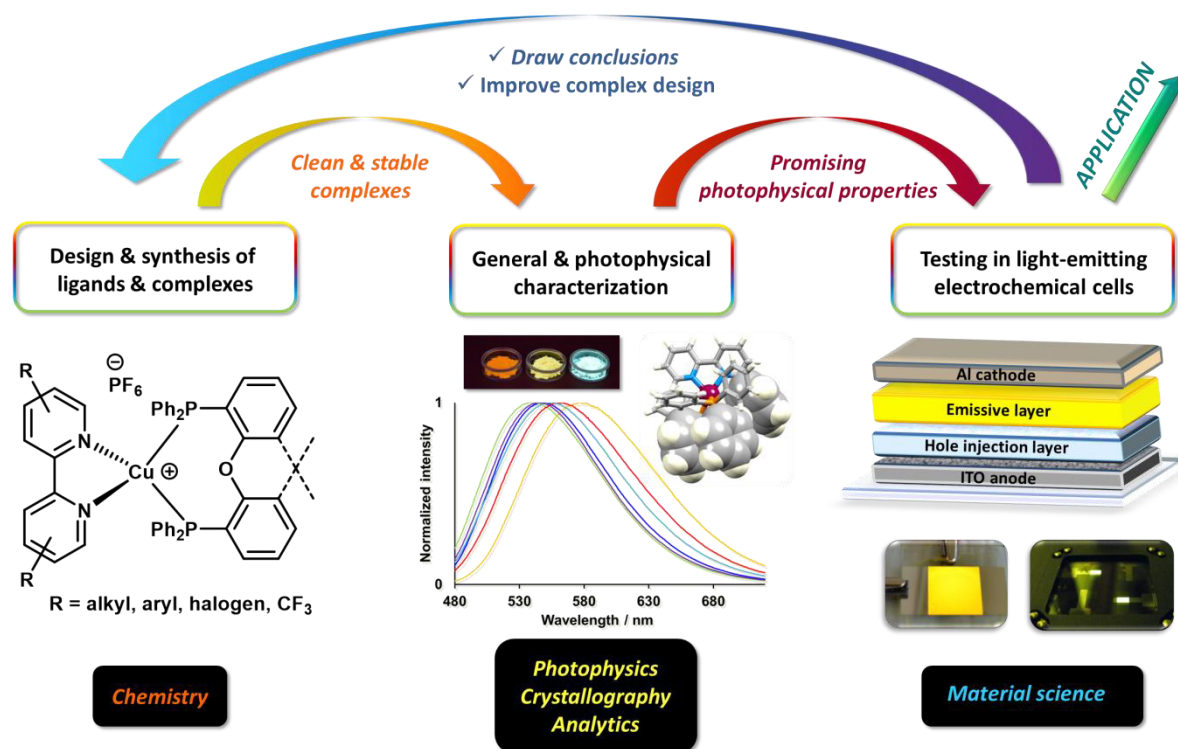 ✓ Draw conclusions
✓ Improve complex design
APPLICATION
Clean & stable
complexes
Promising
photophysical properties
Design & synthesis of
ligands & complexes
General & photophysical
characterization
Testing in light-emitting
electrochemical cells
R
⊖
PF6
Ph2P
N
Cu
⊕
O
N
Ph2P
R
R = alkyl, aryl, halogen, CF3
Normalized intensity
1
0
480
530
580
630
680
Wavelength / nm
Al cathode
Emissive layer
Hole injection layer
ITO anode
Chemistry
Photophysics
Crystallography
Analytics
Material science